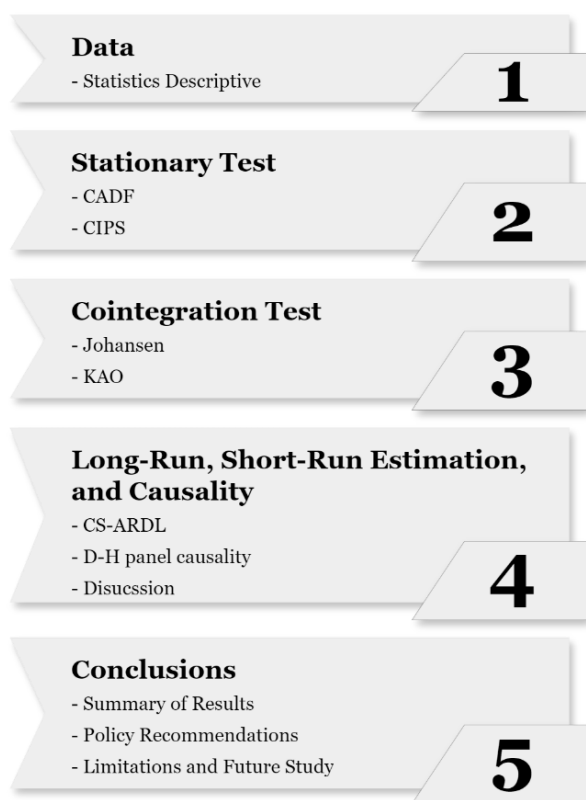 Data
- Statistics Descriptive
1
Stationary Test
- CADF
- CIPS
2
Cointegration Test
- Johansen
- KAO
3
Long-Run, Short-Run Estimation,
and Causality
- CS-ARDL
- D-H panel causality
- Disucssion
4
Conclusions
- Summary of Results
- Policy Recommendations
- Limitations and Future Study
5